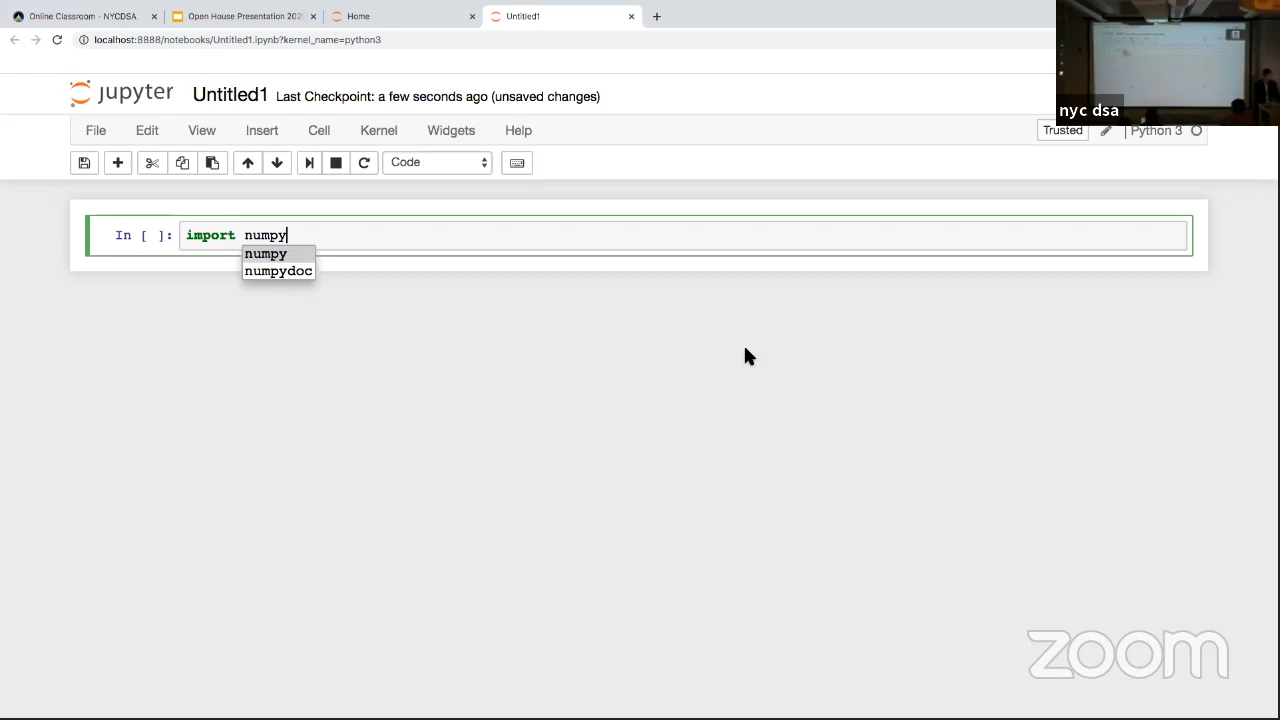 Online Classroom - NYCDSA
Open House Presentation 202
Home
Untitled1
localhost:8888/notebooks/Untitled1.ipynb?kernel_name=python3
jupyter Untitled1 Last Checkpoint: a few seconds ago (unsaved changes)
nyc dsa
File Edit View Insert Cell Kernel Widgets Help
Trusted Python 3
Code
In [ ]: import numpy
numpy
numpydoc
zoom